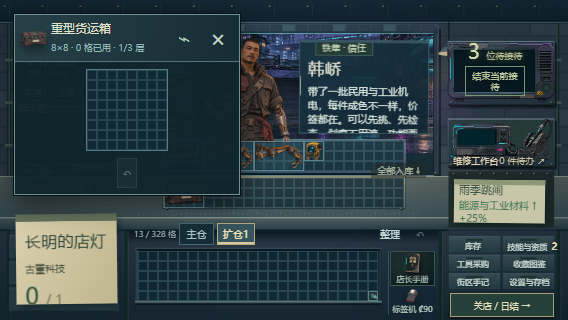 重型货运箱
8×8 · 0 格已用 · 1/3 层
铁犀 · 信任
韩峤
带了一批民用与工业机
电，每件成色不一样，价
签都在。可以先挑、先检
全部入库↓
3 位待接待
结束当前接
待
维修工作台 0 件待办 ↗
雨季跳闸
能源与工业材料↑
+25%
长明的店灯
古董科技
0 / 1
13 / 328 格
主仓
扩仓1
整理
店长手册
标签机 ₡90
库存
技能与资质 2
工具采购
收藏图鉴
街区手记
设置与存档
关店 / 日结 →